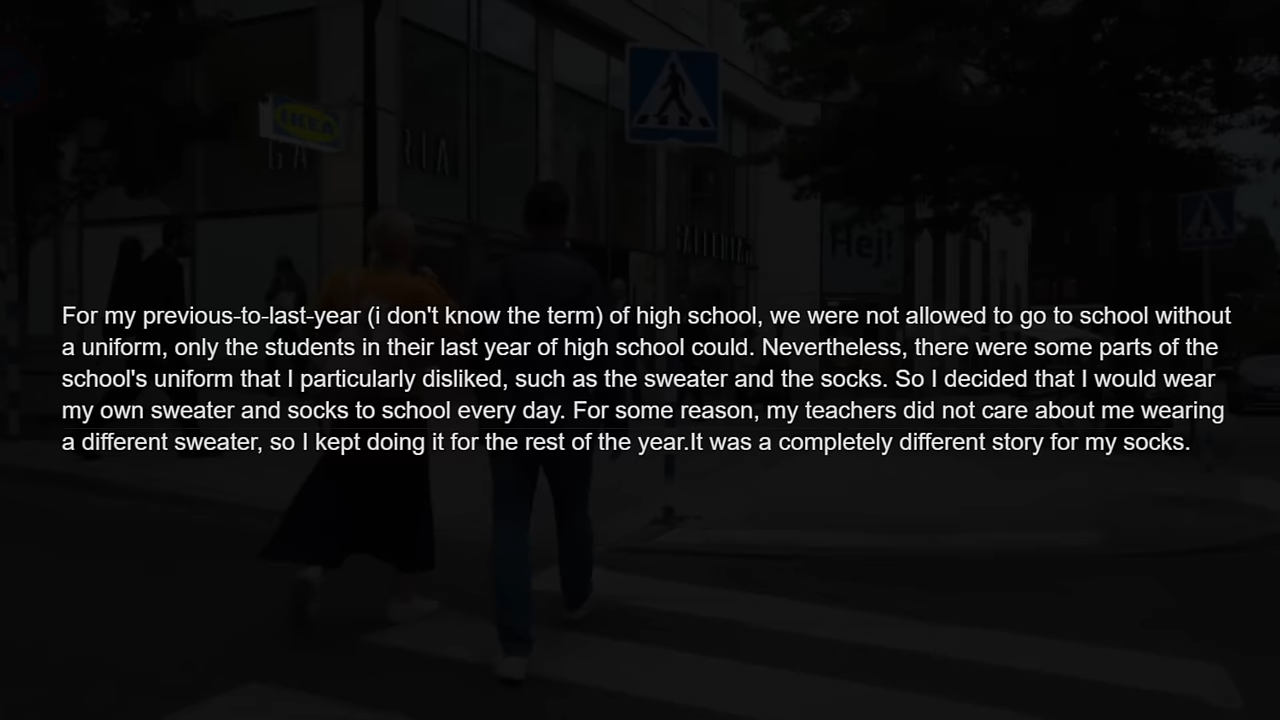 IKEA
Hej!
For my previous-to-last-year (i don't know the term) of high school, we were not allowed to go to school without
a uniform, only the students in their last year of high school could. Nevertheless, there were some parts of the
school's uniform that I particularly disliked, such as the sweater and the socks. So I decided that I would wear
my own sweater and socks to school every day. For some reason, my teachers did not care about me wearing
a different sweater, so I kept doing it for the rest of the year.It was a completely different story for my socks.